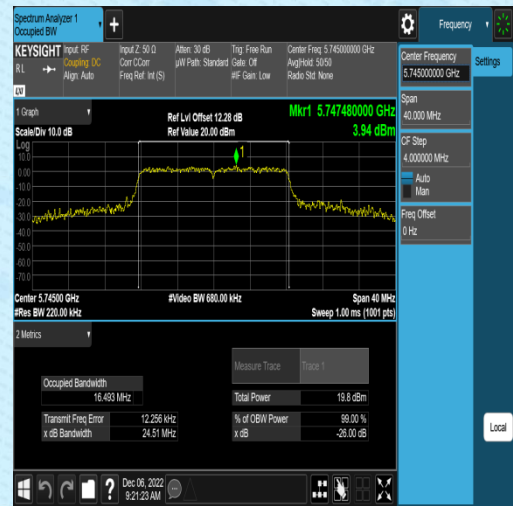 Spectrum Analyzer 1
Occupied BW
+
Frequency
KEYSIGHT
RL
LXI
Input: RF
Coupling: DC
Align: Auto
Input Z: 50 Ω
Corr CCorr
Freq Ref: Int (S)
Atten: 30 dB
µW Path: Standard
Trig: Free Run
Gate: Off
#IF Gain: Low
Center Freq: 5.745000000 GHz
Avg|Hold: 50/50
Radio Std: None
Center Frequency
5.745000000 GHz
Settings
Span
40.000 MHz
CF Step
4.000000 MHz
Auto
Man
Freq Offset
0 Hz
1 Graph
Scale/Div 10.0 dB
Ref Lvl Offset 12.28 dB
Ref Value 20.00 dBm
Mkr1 5.747480000 GHz
3.94 dBm
Log
10.0
0.00
-10.0
-20.0
-30.0
-40.0
-50.0
-60.0
-70.0
1
Center 5.74500 GHz
#Res BW 220.00 kHz
#Video BW 680.00 kHz
Span 40 MHz
Sweep 1.00 ms (1001 pts)
2 Metrics
Measure Trace Trace 1
Occupied Bandwidth
16.493 MHz
Total Power 19.8 dBm
Transmit Freq Error 12.256 kHz
% of OBW Power 99.00 %
x dB Bandwidth 24.51 MHz
x dB -26.00 dB
Local
?
Dec 06, 2022
9:21:23 AM